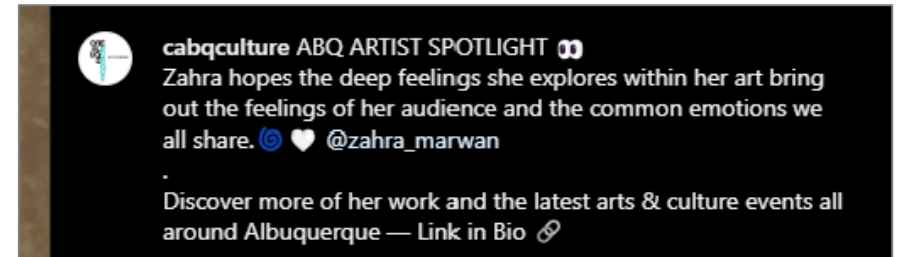 cabqculture ABQ ARTIST SPOTLIGHT 👀
Zahra hopes the deep feelings she explores within her art bring
out the feelings of her audience and the common emotions we
all share.🌀 🤍 @zahra_marwan
.
Discover more of her work and the latest arts & culture events all
around Albuquerque — Link in Bio 🔗